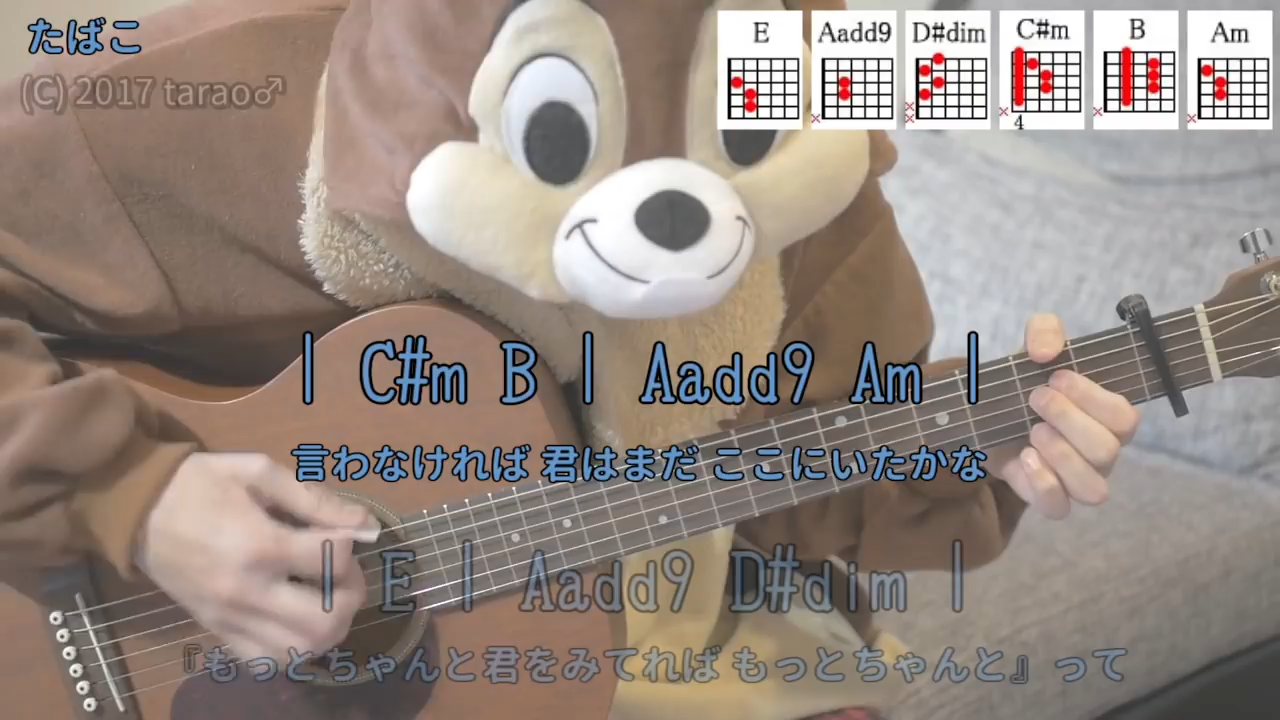 たばこ
(C) 2017 tarao♂
E Aadd9 D#dim C#m B Am
× × × × × ×
4
| C#m B | Aadd9 Am |
言わなければ 君はまだ ここにいたかな
| E | Aadd9 D#dim |
『もっとちゃんと君をみてれば もっとちゃんと』って